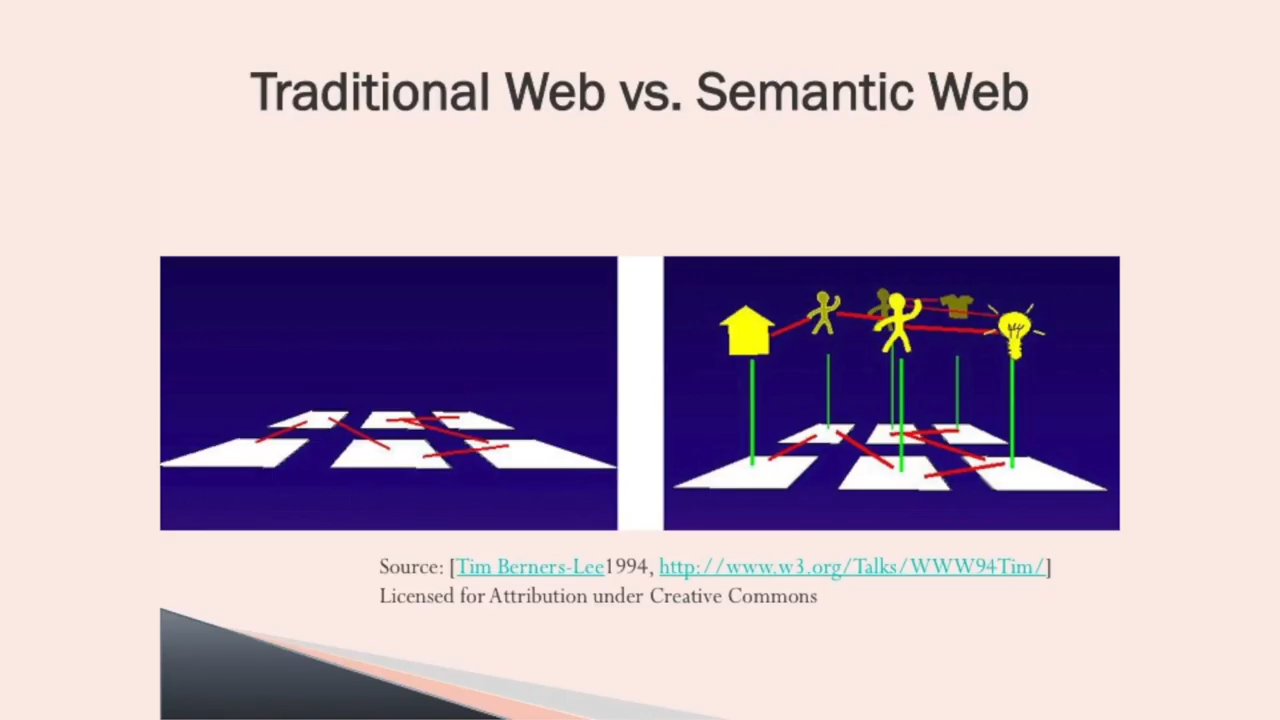 Traditional Web vs. Semantic Web
Source: [Tim Berners-Lee1994, http://www.w3.org/Talks/WWW94Tim/]
Licensed for Attribution under Creative Commons